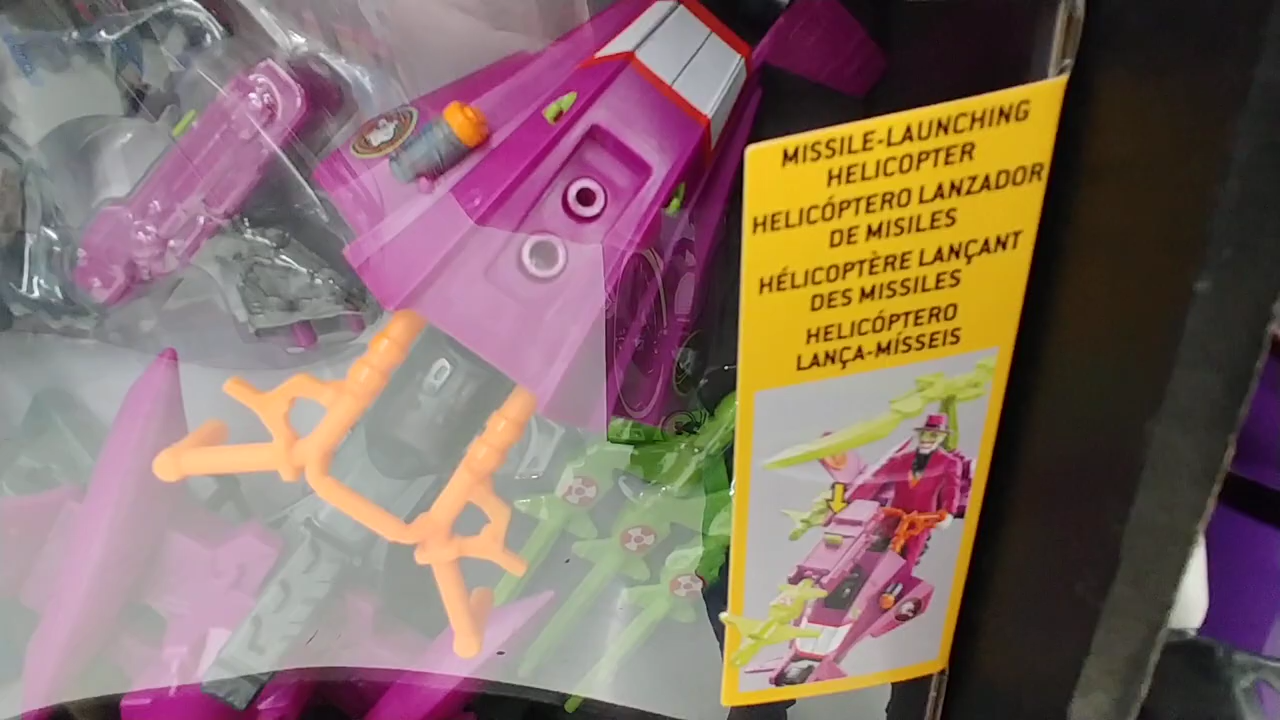 MISSILE-LAUNCHING
HELICOPTER
HELICÓPTERO LANZADOR
DE MISILES
HÉLICOPTÈRE LANÇANT
DES MISSILES
HELICÓPTERO
LANÇA-MÍSSEIS